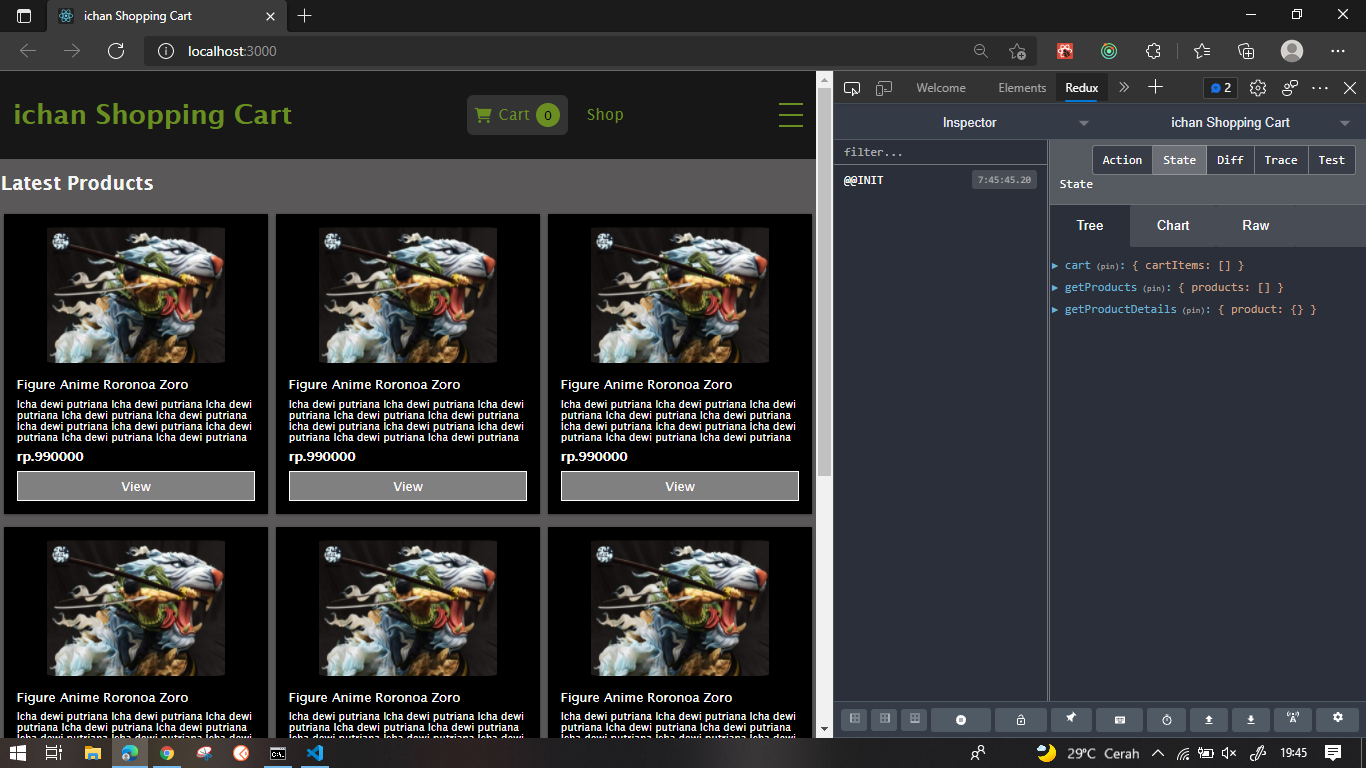 ichan Shopping Cart
localhost:3000
ichan Shopping Cart
Cart 0 Shop
Latest Products
Figure Anime Roronoa Zoro
Icha dewi putriana Icha dewi putriana Icha dewi
putriana Icha dewi putriana Icha dewi putriana
Icha dewi putriana Icha dewi putriana Icha dewi
putriana Icha dewi putriana Icha dewi putriana
rp.990000
View
Figure Anime Roronoa Zoro
Icha dewi putriana Icha dewi putriana Icha dewi
putriana Icha dewi putriana Icha dewi putriana
Icha dewi putriana Icha dewi putriana Icha dewi
putriana Icha dewi putriana Icha dewi putriana
rp.990000
View
Figure Anime Roronoa Zoro
Icha dewi putriana Icha dewi putriana Icha dewi
putriana Icha dewi putriana Icha dewi putriana
Icha dewi putriana Icha dewi putriana Icha dewi
putriana Icha dewi putriana Icha dewi putriana
rp.990000
View
Figure Anime Roronoa Zoro
Icha dewi putriana Icha dewi putriana Icha dewi
putriana Icha dewi putriana Icha dewi putriana
Figure Anime Roronoa Zoro
Icha dewi putriana Icha dewi putriana Icha dewi
putriana Icha dewi putriana Icha dewi putriana
Figure Anime Roronoa Zoro
Icha dewi putriana Icha dewi putriana Icha dewi
putriana Icha dewi putriana Icha dewi putriana
Welcome Elements Redux 2
Inspector ichan Shopping Cart
filter...
@@INIT 7:45:45.20
Action State Diff Trace Test
State
Tree Chart Raw
cart (pin): { cartItems: [] }
getProducts (pin): { products: [] }
getProductDetails (pin): { product: {} }
29°C Cerah 19:45